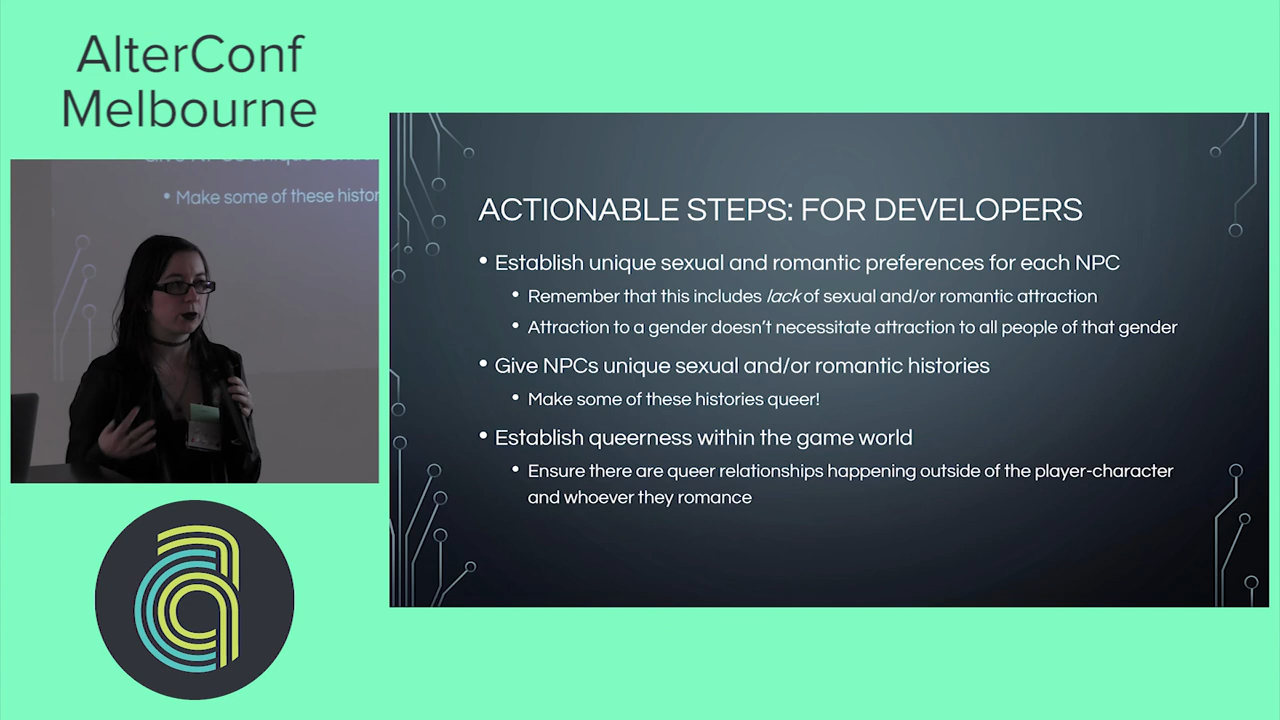 AlterConf
Melbourne
• Make some of these histor
ACTIONABLE STEPS: FOR DEVELOPERS
• Establish unique sexual and romantic preferences for each NPC
• Remember that this includes lack of sexual and/or romantic attraction
• Attraction to a gender doesn't necessitate attraction to all people of that gender
• Give NPCs unique sexual and/or romantic histories
• Make some of these histories queer!
• Establish queerness within the game world
• Ensure there are queer relationships happening outside of the player-character
and whoever they romance